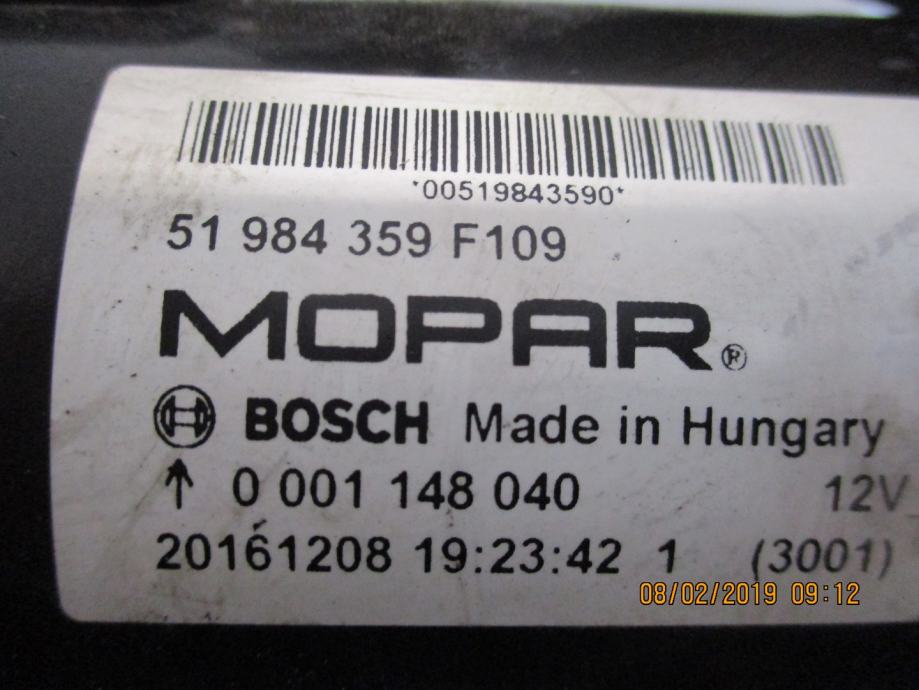 *00519843590*
51 984 359 F109
MOPAR®
BOSCH Made in Hungary
↑ 0 001 148 040 12V
20161208 19:23:42 1 (3001)
08/02/2019 09:12